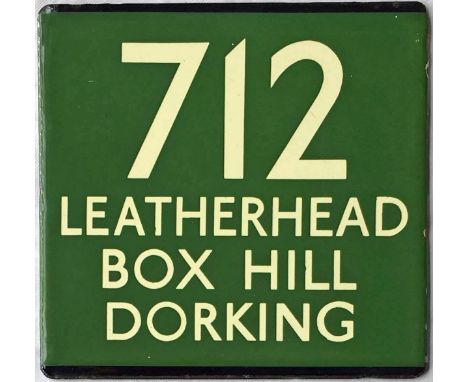 712
LEATHERHEAD
BOX HILL
DORKING